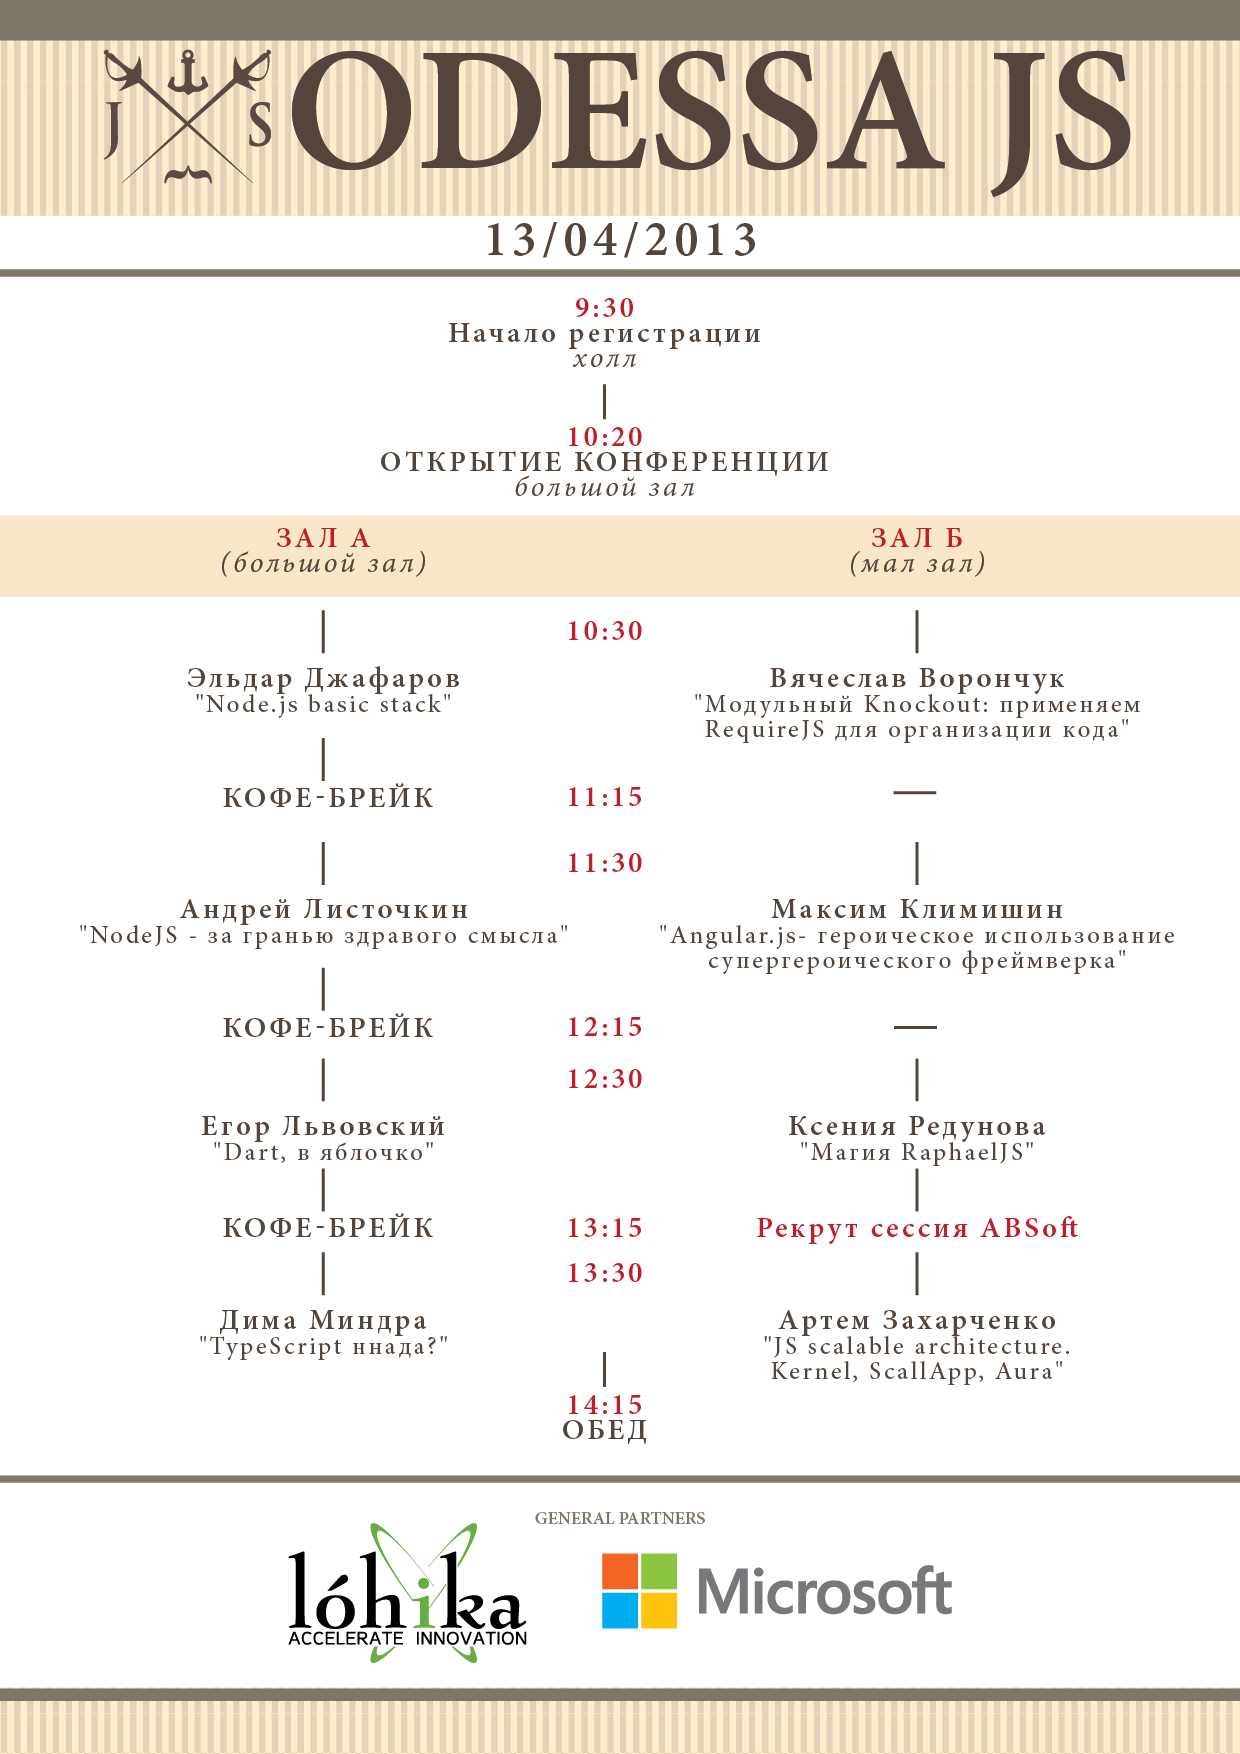 J S
ODESSA JS
13/04/2013
9:30
Начало регистрации
холл
10:20
ОТКРЫТИЕ КОНФЕРЕНЦИИ
большой зал
ЗАЛ А
(большой зал)
ЗАЛ Б
(мал зал)
10:30
Эльдар Джафаров
"Node.js basic stack"
Вячеслав Ворончук
"Модульный Knockout: применяем
RequireJS для организации кода"
КОФЕ-БРЕЙК
11:15
—
11:30
Андрей Листочкин
"NodeJS - за гранью здравого смысла"
Максим Климишин
"Angular.js- героическое использование
супергероического фреймверка"
КОФЕ-БРЕЙК
12:15
—
12:30
Егор Львовский
"Dart, в яблочко"
Ксения Редунова
"Магия RaphaelJS"
КОФЕ-БРЕЙК
13:15
Рекрут сессия ABSoft
13:30
Дима Миндра
"TypeScript ннада?"
Артем Захарченко
"JS scalable architecture.
Kernel, ScallApp, Aura"
14:15
ОБЕД
GENERAL PARTNERS
lóhika
ACCELERATE INNOVATION
Microsoft